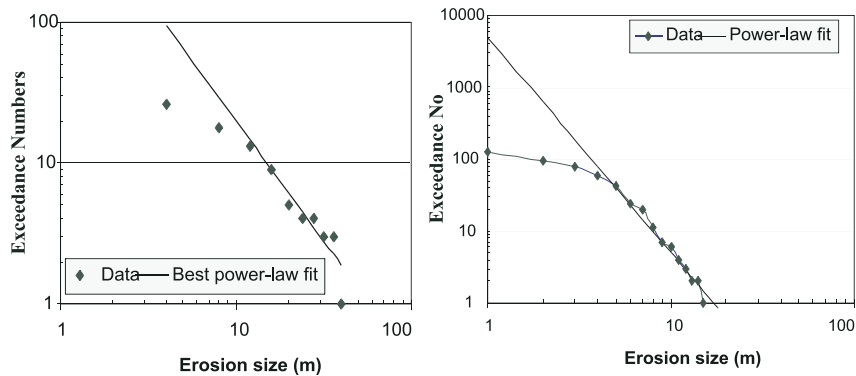 100
10
1
Exceedance Numbers
Data Best power-law fit
1 10 100
Erosion size (m)
10000
1000
100
10
1
Exceedance No
Data Power-law fit
1 10 100
Erosion size (m)